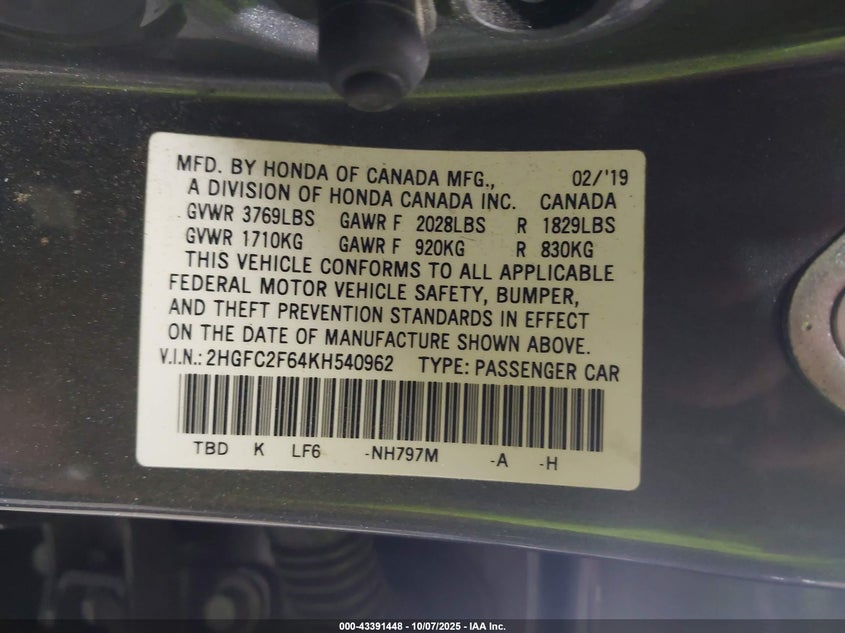 MFD. BY HONDA OF CANADA MFG., 02/'19
A DIVISION OF HONDA CANADA INC. CANADA
GVWR 3769LBS GAWR F 2028LBS R 1829LBS
GVWR 1710KG GAWR F 920KG R 830KG
THIS VEHICLE CONFORMS TO ALL APPLICABLE
FEDERAL MOTOR VEHICLE SAFETY, BUMPER,
AND THEFT PREVENTION STANDARDS IN EFFECT
ON THE DATE OF MANUFACTURE SHOWN ABOVE.
V.I.N.: 2HGFC2F64KH540962 TYPE: PASSENGER CAR
TBD K LF6 -NH797M -A -H
000-43391448 - 10/07/2025 - IAA Inc.